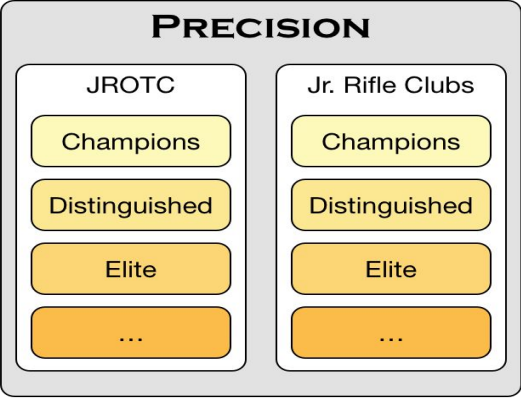 PRECISION
JROTC
Champions
Distinguished
Elite
...
Jr. Rifle Clubs
Champions
Distinguished
Elite
...